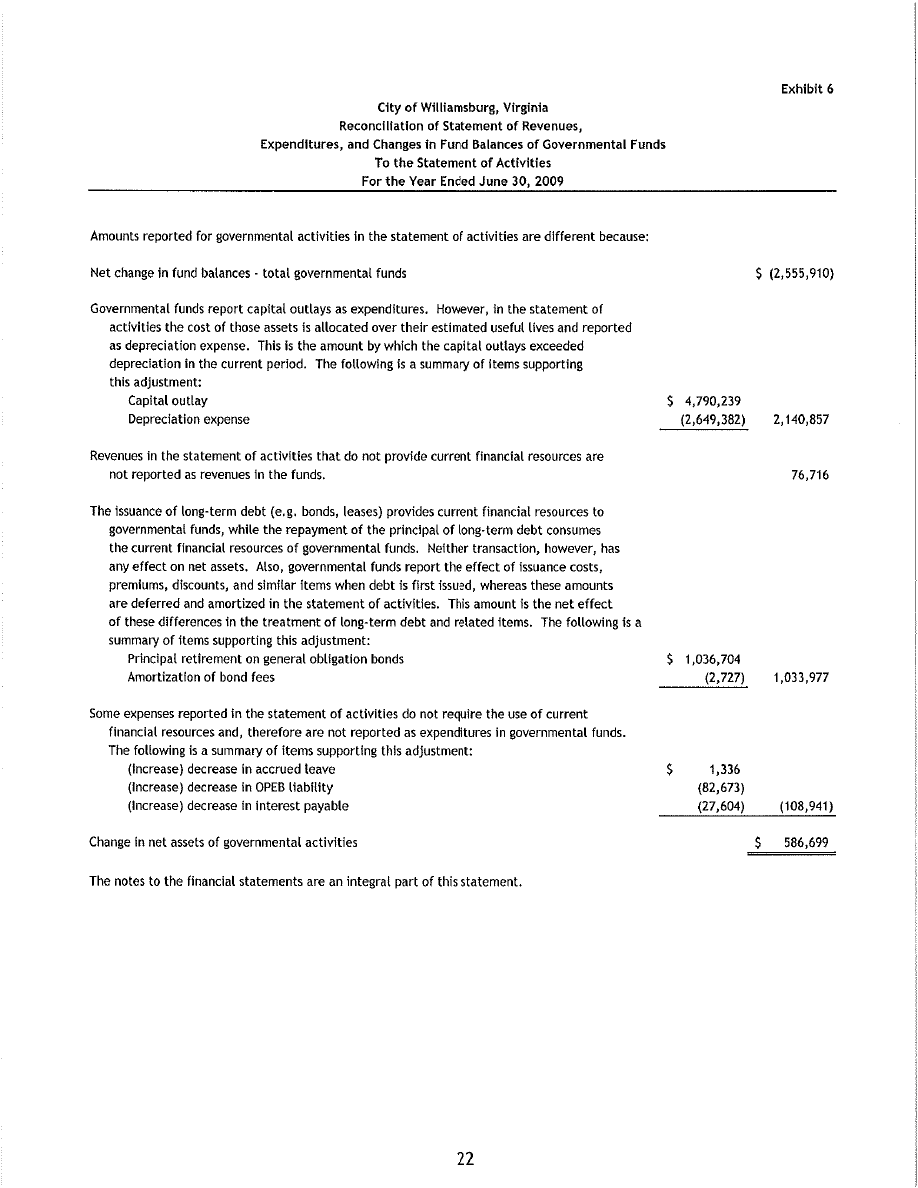 Exhibit 6
City of Williamsburg, Virginia
Reconciliation of Statement of Revenues,
Expenditures, and Changes in Fund Balances of Governmental Funds
To the Statement of Activities
For the Year Ended June 30, 2009
Amounts reported for governmental activities in the statement of activities are different because:
Net change in fund balances - total governmental funds $ (2,555,910)
Governmental funds report capital outlays as expenditures. However, in the statement of
activities the cost of those assets is allocated over their estimated useful lives and reported
as depreciation expense. This is the amount by which the capital outlays exceeded
depreciation in the current period. The following is a summary of items supporting
this adjustment:
Capital outlay $ 4,790,239
Depreciation expense (2,649,382) 2,140,857
Revenues in the statement of activities that do not provide current financial resources are
not reported as revenues in the funds. 76,716
The issuance of long-term debt (e.g. bonds, leases) provides current financial resources to
governmental funds, while the repayment of the principal of long-term debt consumes
the current financial resources of governmental funds. Neither transaction, however, has
any effect on net assets. Also, governmental funds report the effect of issuance costs,
premiums, discounts, and similar items when debt is first issued, whereas these amounts
are deferred and amortized in the statement of activities. This amount is the net effect
of these differences in the treatment of long-term debt and related items. The following is a
summary of items supporting this adjustment:
Principal retirement on general obligation bonds $ 1,036,704
Amortization of bond fees (2,727) 1,033,977
Some expenses reported in the statement of activities do not require the use of current
financial resources and, therefore are not reported as expenditures in governmental funds.
The following is a summary of items supporting this adjustment:
(Increase) decrease in accrued leave $ 1,336
(Increase) decrease in OPEB liability (82,673)
(Increase) decrease in interest payable (27,604) (108,941)
Change in net assets of governmental activities $ 586,699
The notes to the financial statements are an integral part of this statement.
22